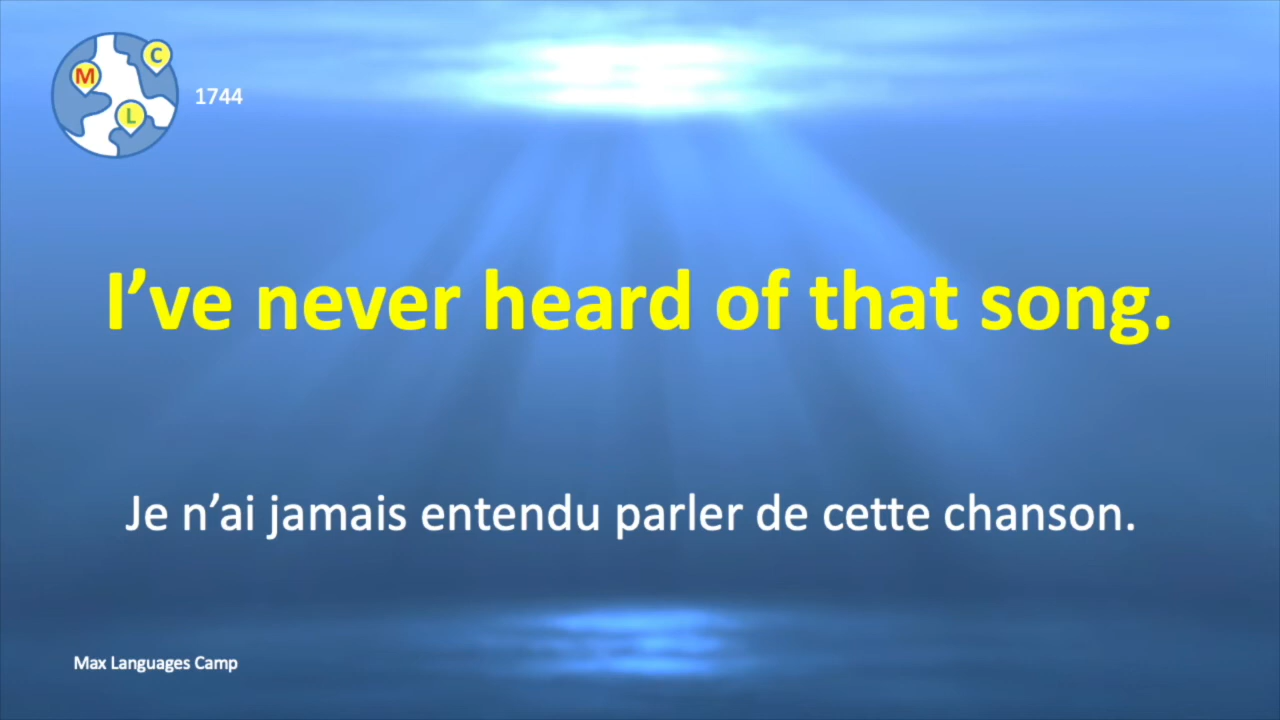 M
C
L
1744
I’ve never heard of that song.
Je n’ai jamais entendu parler de cette chanson.
Max Languages Camp